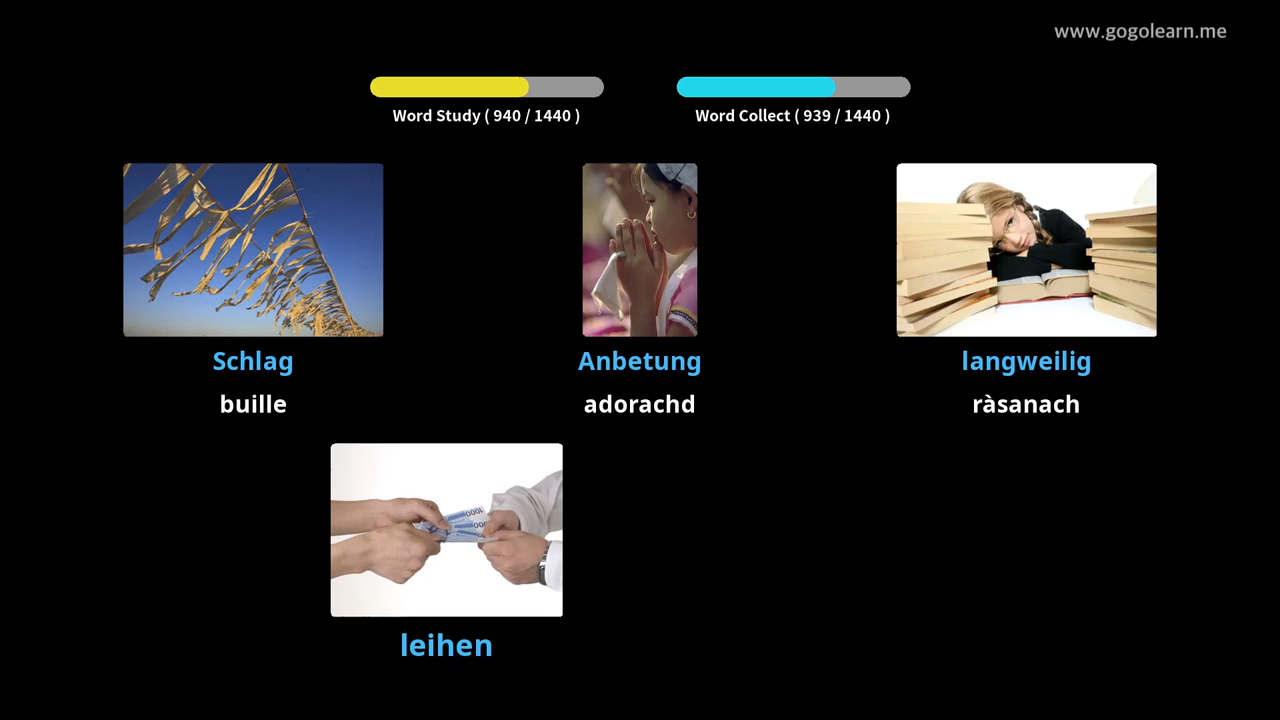 www.gogolearn.me
Word Study ( 940 / 1440 )
Word Collect ( 939 / 1440 )
Schlag
Anbetung
langweilig
buille
adorachd
ràsanach
leihen